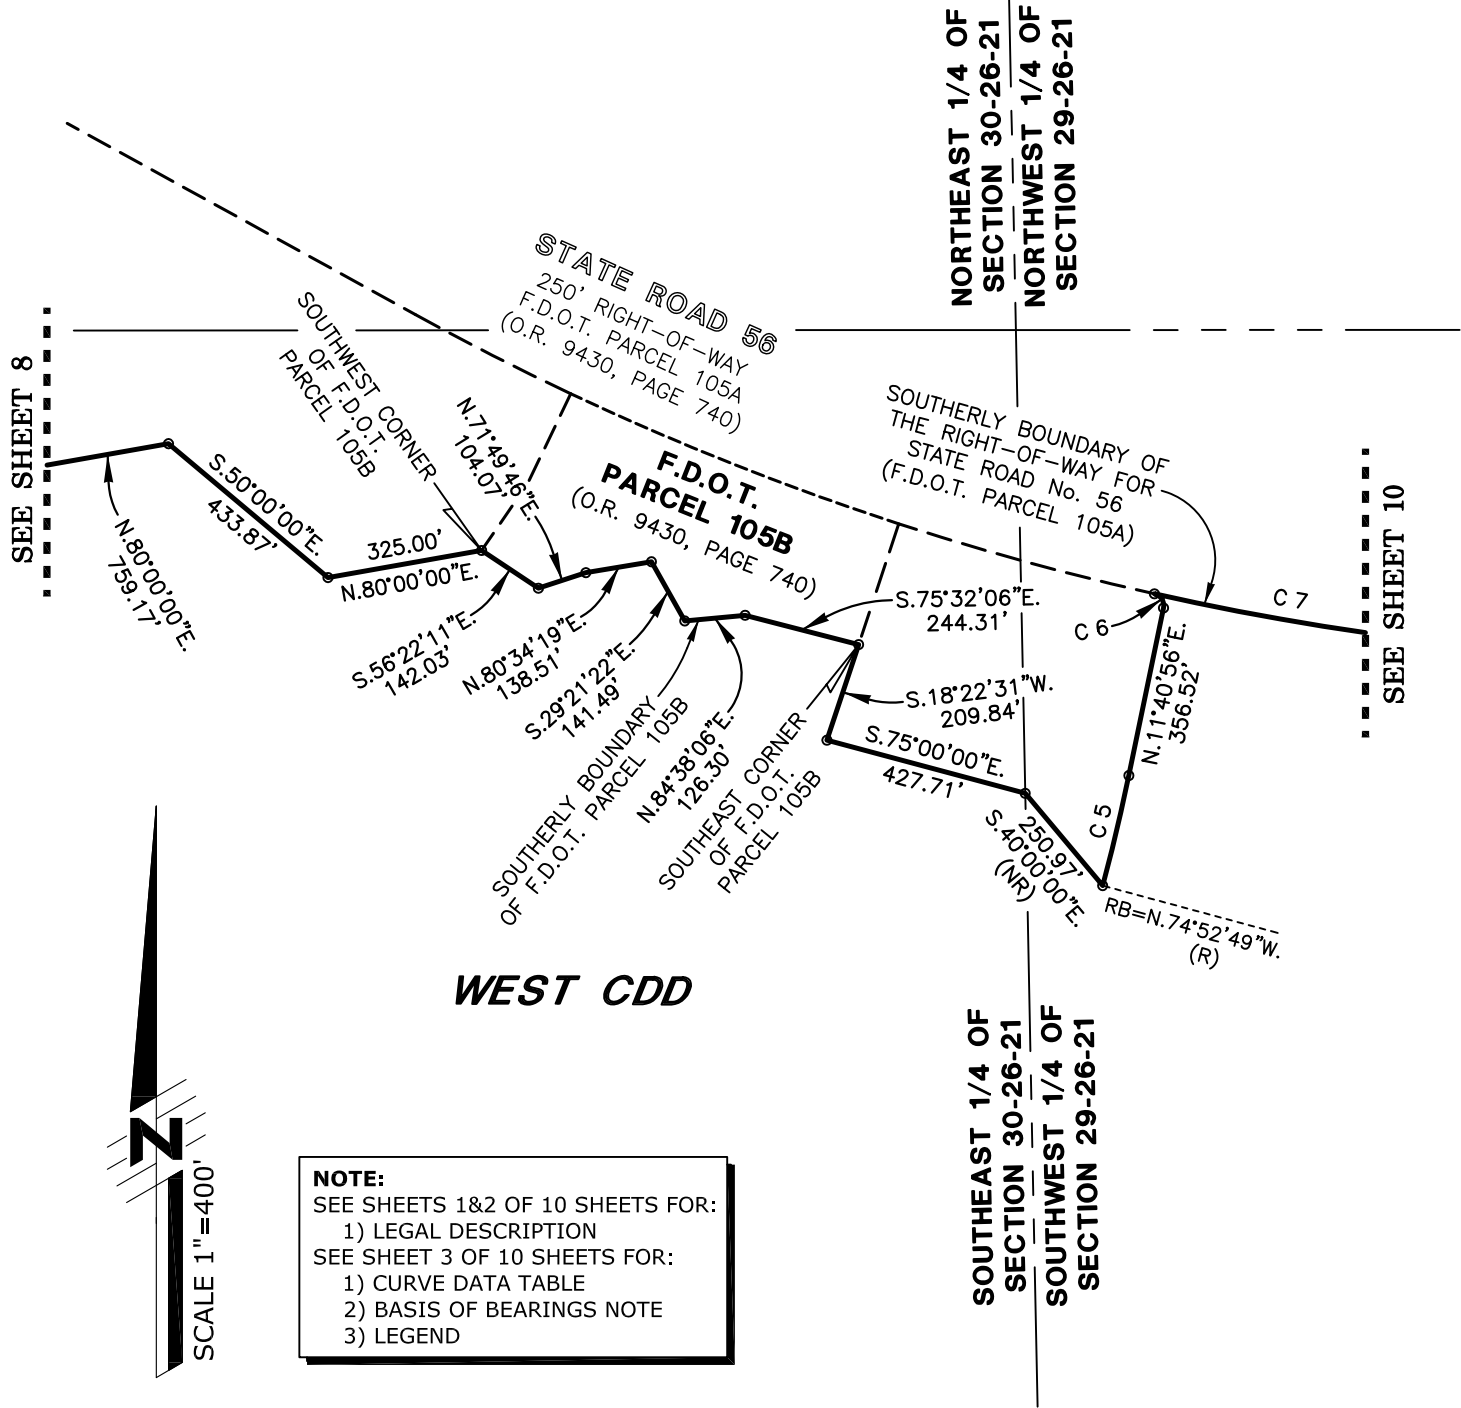 NORTHEAST 1/4 OF
SECTION 30-26-21
NORTHWEST 1/4 OF
SECTION 29-26-21
STATE ROAD 56
250' RIGHT-OF-WAY
F.D.O.T. PARCEL 105A
(O.R. 9430, PAGE 740)
SOUTHWEST CORNER
OF F.D.O.T.
PARCEL 105B
SEE SHEET 8
N.80°00'00"E.
759.17'
S.50°00'00"E.
433.87'
325.00'
N.80°00'00"E.
N.71°49'46"E.
104.07'
F.D.O.T.
PARCEL 105B
(O.R. 9430, PAGE 740)
SOUTHERLY BOUNDARY OF
THE RIGHT-OF-WAY FOR
STATE ROAD No. 56
(F.D.O.T. PARCEL 105A)
SEE SHEET 10
S.56°22'11"E.
142.03'
N.80°34'19"E.
138.51'
S.29°21'22"E.
141.49'
SOUTHERLY BOUNDARY
OF F.D.O.T. PARCEL 105B
N.84°38'06"E.
126.30'
S.75°32'06"E.
244.31'
SOUTHEAST CORNER
OF F.D.O.T.
PARCEL 105B
S.18°22'31"W.
209.84'
S.75°00'00"E.
427.71'
250.97'
S.40°00'00"E.
(NR)
C 5
N.11°40'56"E.
356.52'
C 6
C 7
RB=N.74°52'49"W.
(R)
WEST CDD
SOUTHEAST 1/4 OF
SECTION 30-26-21
SOUTHWEST 1/4 OF
SECTION 29-26-21
N
SCALE 1"=400'
NOTE:
SEE SHEETS 1&2 OF 10 SHEETS FOR:
1) LEGAL DESCRIPTION
SEE SHEET 3 OF 10 SHEETS FOR:
1) CURVE DATA TABLE
2) BASIS OF BEARINGS NOTE
3) LEGEND